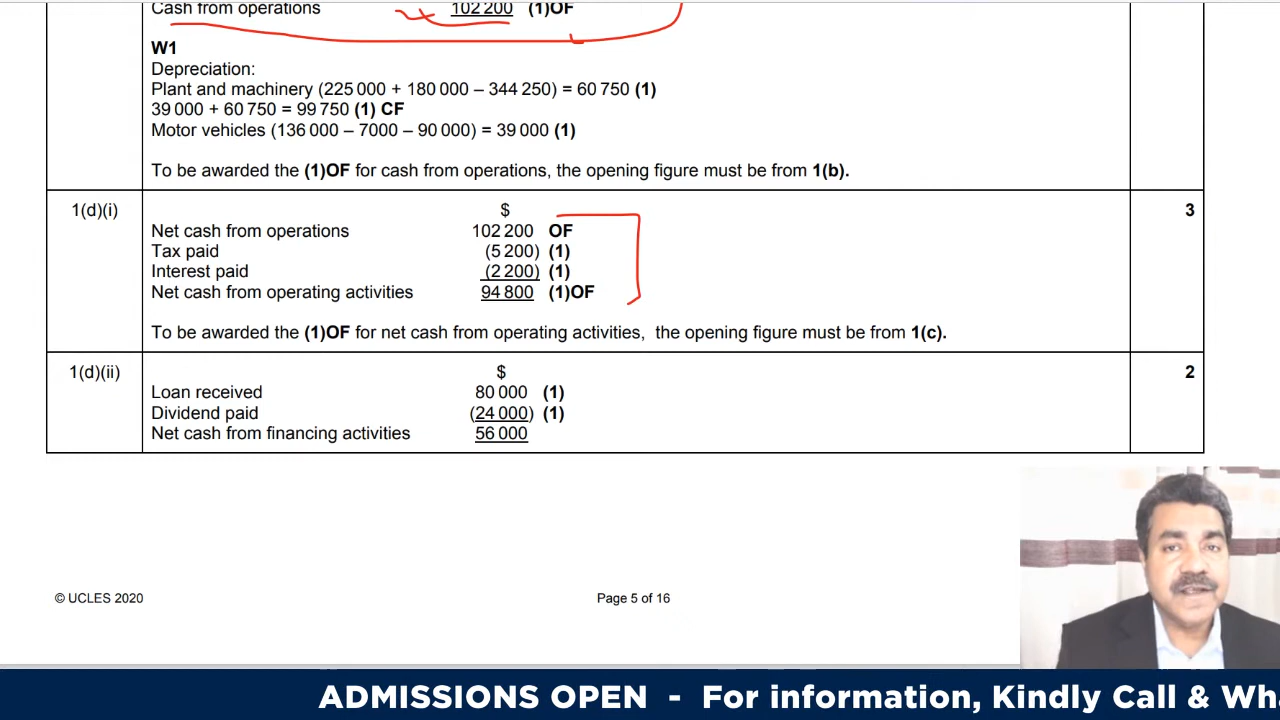 Cash from operations 102 200 (1)OF
W1
Depreciation:
Plant and machinery (225 000 + 180 000 – 344 250) = 60 750 (1)
39 000 + 60 750 = 99 750 (1) CF
Motor vehicles (136 000 – 7000 – 90 000) = 39 000 (1)
To be awarded the (1)OF for cash from operations, the opening figure must be from 1(b).
1(d)(i) $ 3
Net cash from operations 102 200 OF
Tax paid (5 200) (1)
Interest paid (2 200) (1)
Net cash from operating activities 94 800 (1)OF
To be awarded the (1)OF for net cash from operating activities, the opening figure must be from 1(c).
1(d)(ii) $ 2
Loan received 80 000 (1)
Dividend paid (24 000) (1)
Net cash from financing activities 56 000
© UCLES 2020 Page 5 of 16
ADMISSIONS OPEN - For information, Kindly Call & Wh